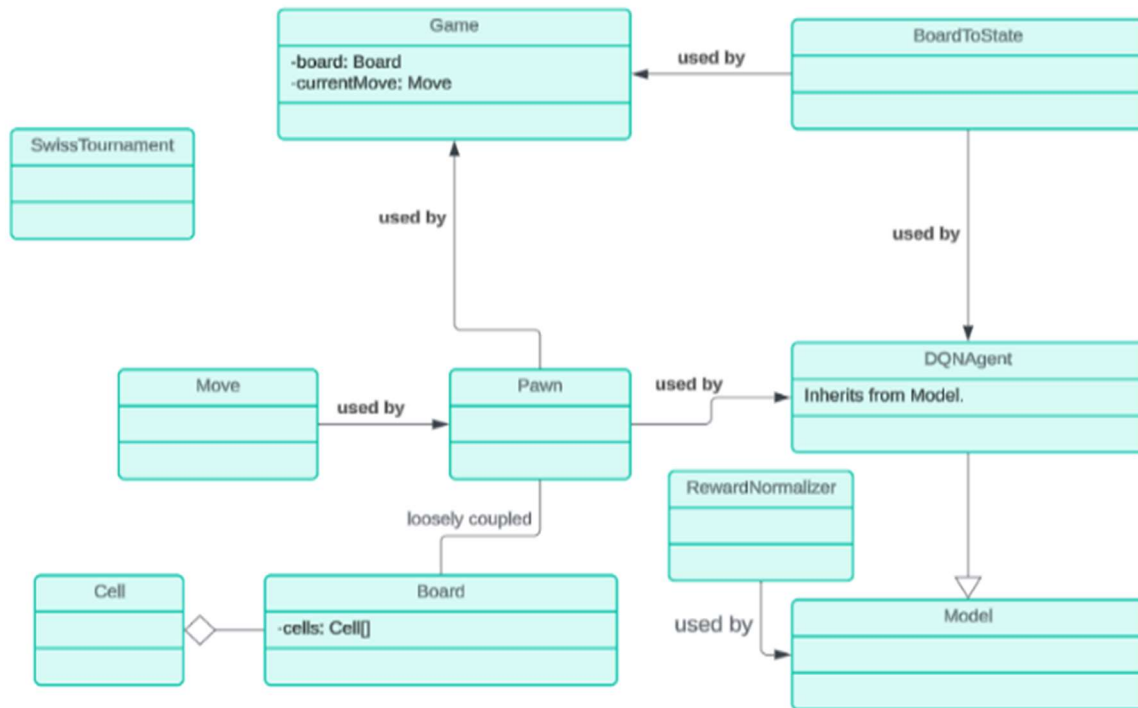 Game
-board: Board
-currentMove: Move
BoardToState
used by
SwissTournament
used by
used by
Move
used by
Pawn
used by
DQNAgent
Inherits from Model.
RewardNormalizer
loosely coupled
Cell
Board
-cells: Cell[]
used by
Model